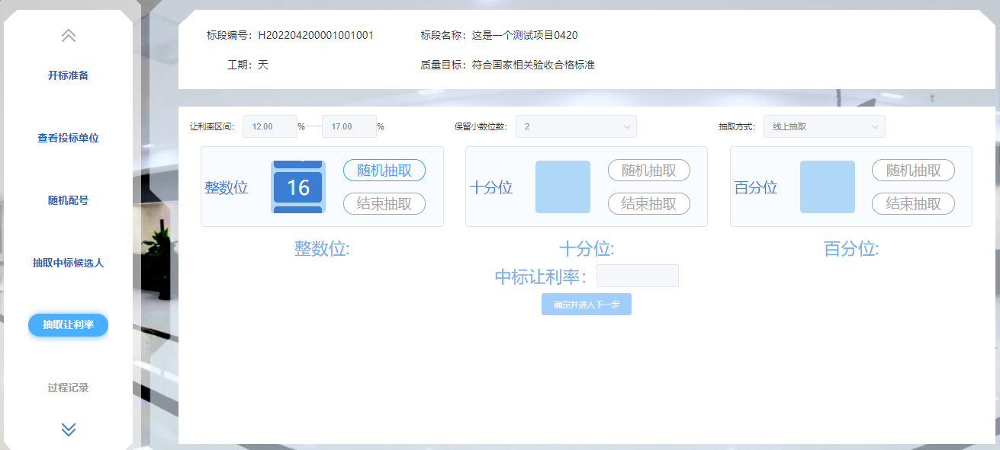 开标准备
查看投标单位
随机配号
抽取中标候选人
抽取让利率
过程记录
标段编号：H202204200001001001 标段名称：这是一个测试项目0420
工期：天 质量目标：符合国家相关验收合格标准
让利率区间： 12.00 %—— 17.00 % 保留小数位数： 2 抽取方式： 线上抽取
整数位 16 随机抽取 结束抽取
十分位 随机抽取 结束抽取
百分位 随机抽取 结束抽取
整数位: 十分位: 百分位:
中标让利率：
确定并进入下一步